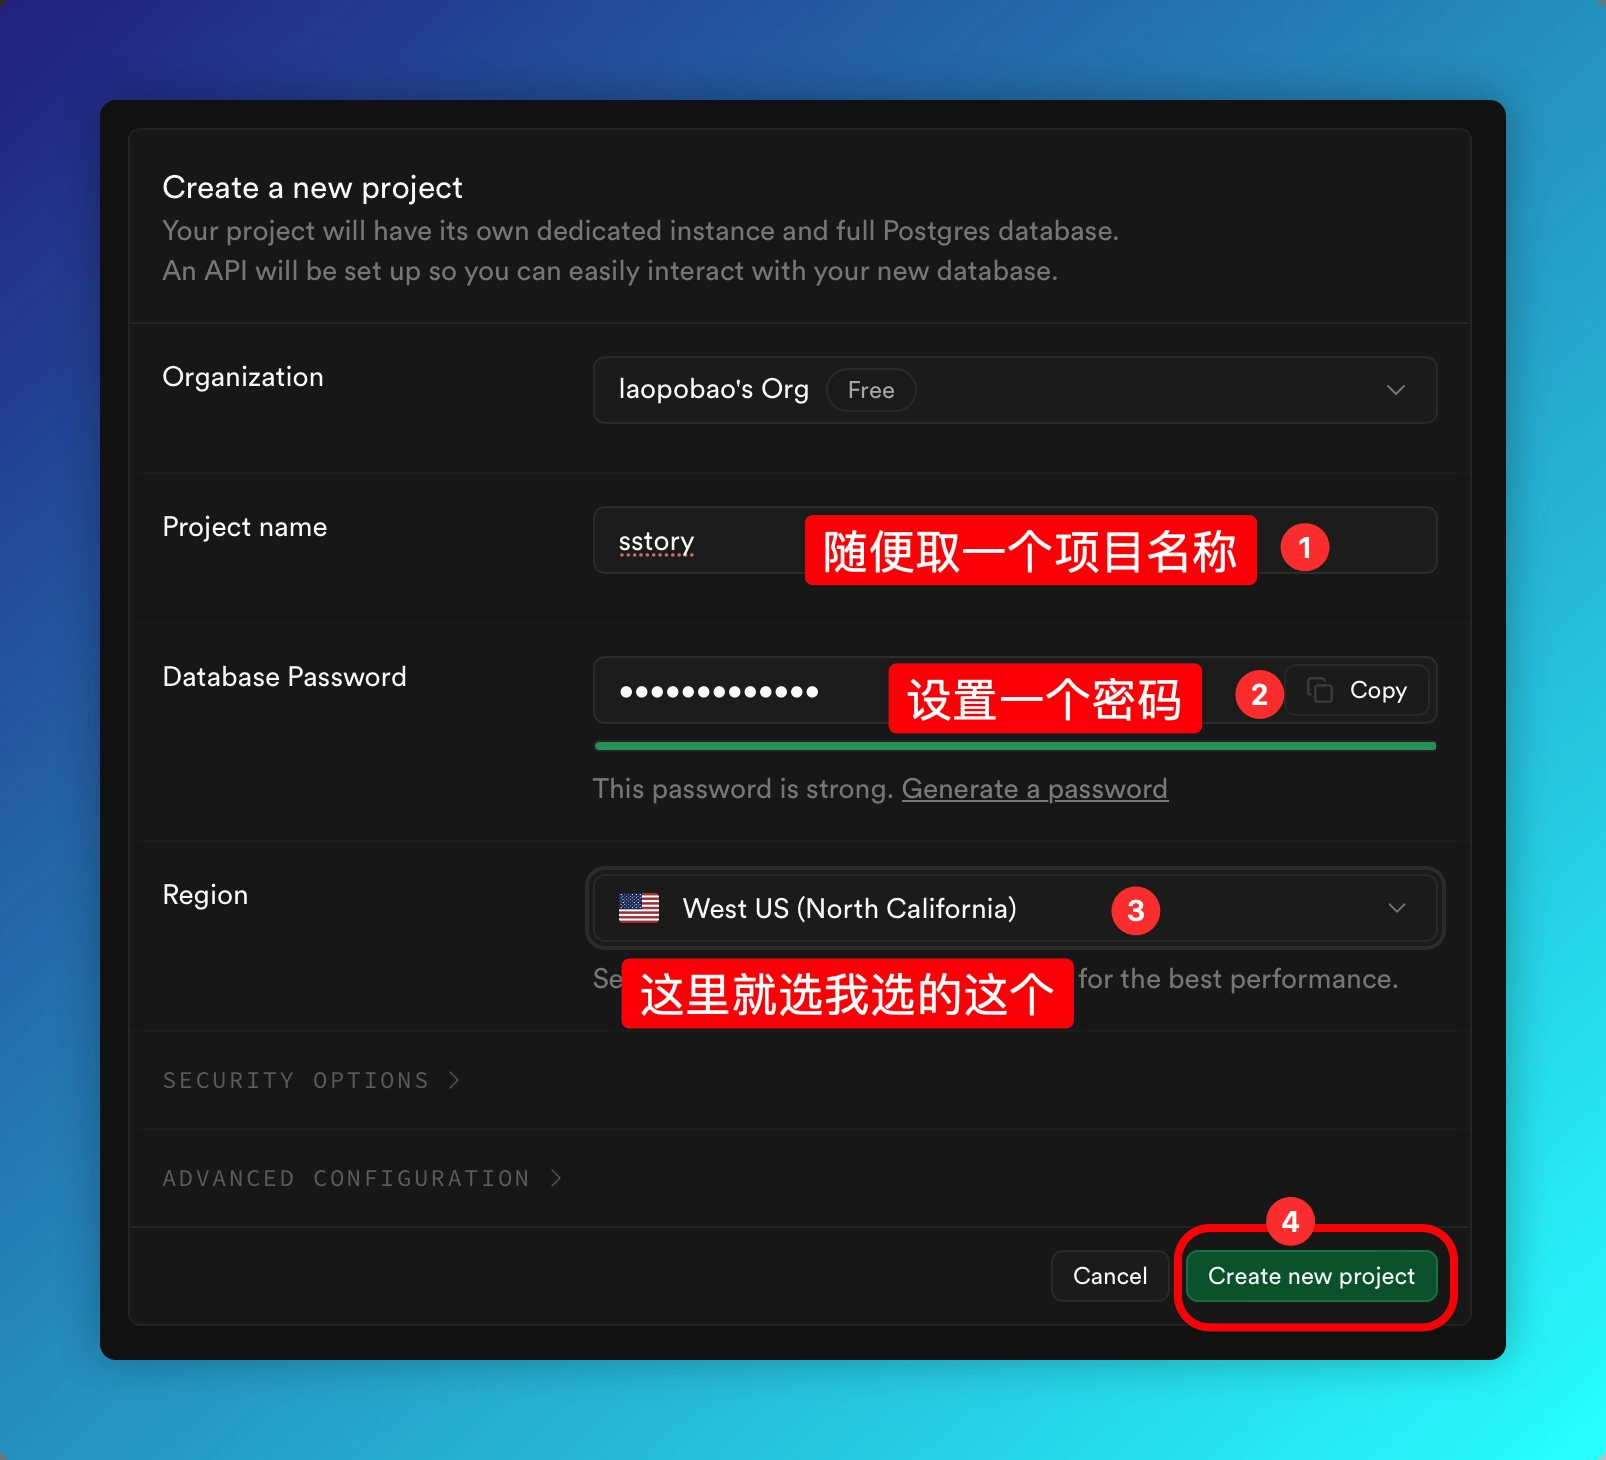 Create a new project
Your project will have its own dedicated instance and full Postgres database.
An API will be set up so you can easily interact with your new database.
Organization
laopobao's Org Free
Project name
sstory 随便取一个项目名称 1
Database Password
●●●●●●●●●●●●● 设置一个密码 2 Copy
This password is strong. Generate a password
Region
West US (North California) 3
这里就选我选的这个 for the best performance.
SECURITY OPTIONS
ADVANCED CONFIGURATION
4
Cancel Create new project